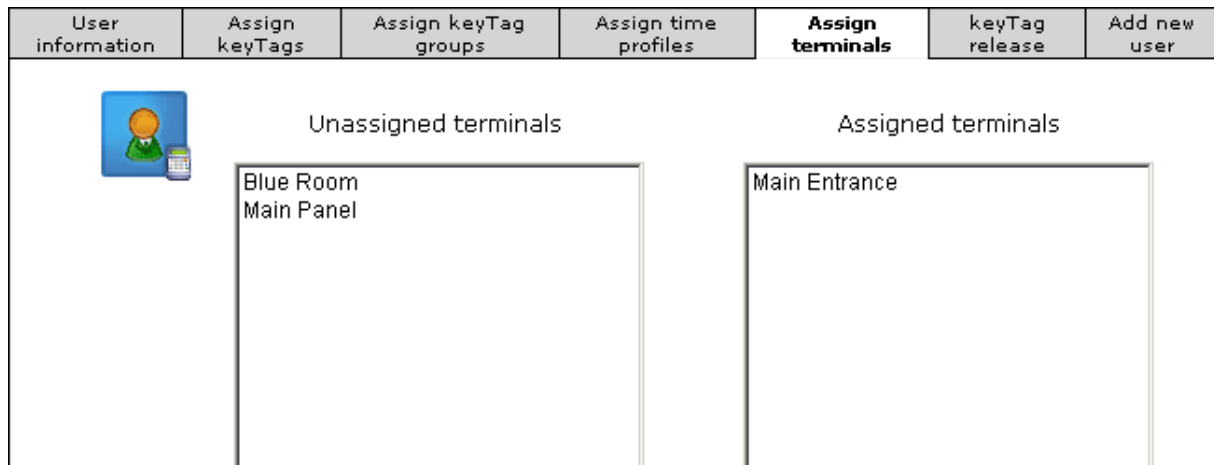 User information
Assign keyTags
Assign keyTag groups
Assign time profiles
Assign terminals
keyTag release
Add new user
Unassigned terminals
Assigned terminals
Blue Room
Main Panel
Main Entrance